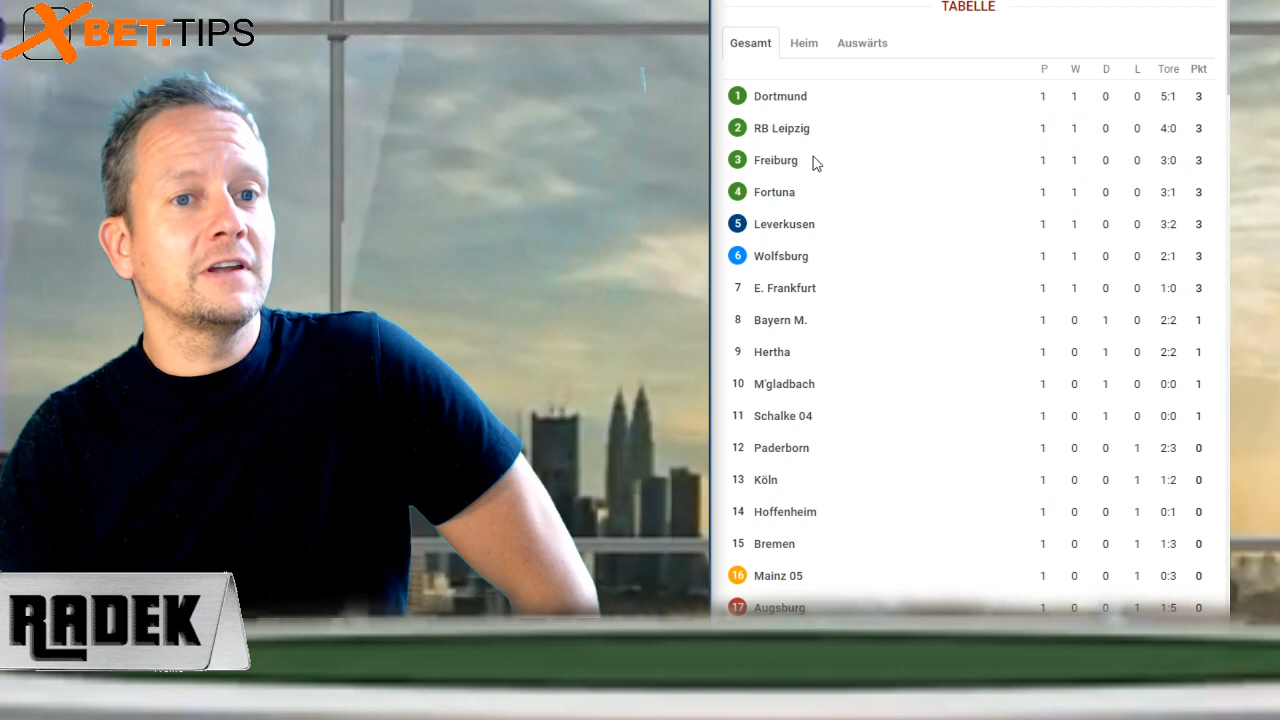 XBET.TIPS
TABELLE
Gesamt Heim Auswärts
P W D L Tore Pkt
1 Dortmund 1 1 0 0 5:1 3
2 RB Leipzig 1 1 0 0 4:0 3
3 Freiburg 1 1 0 0 3:0 3
4 Fortuna 1 1 0 0 3:1 3
5 Leverkusen 1 1 0 0 3:2 3
6 Wolfsburg 1 1 0 0 2:1 3
7 E. Frankfurt 1 1 0 0 1:0 3
8 Bayern M. 1 0 1 0 2:2 1
9 Hertha 1 0 1 0 2:2 1
10 M'gladbach 1 0 1 0 0:0 1
11 Schalke 04 1 0 1 0 0:0 1
12 Paderborn 1 0 0 1 2:3 0
13 Köln 1 0 0 1 1:2 0
14 Hoffenheim 1 0 0 1 0:1 0
15 Bremen 1 0 0 1 1:3 0
16 Mainz 05 1 0 0 1 0:3 0
17 Augsburg 1 0 0 1 1:5 0
RADEK